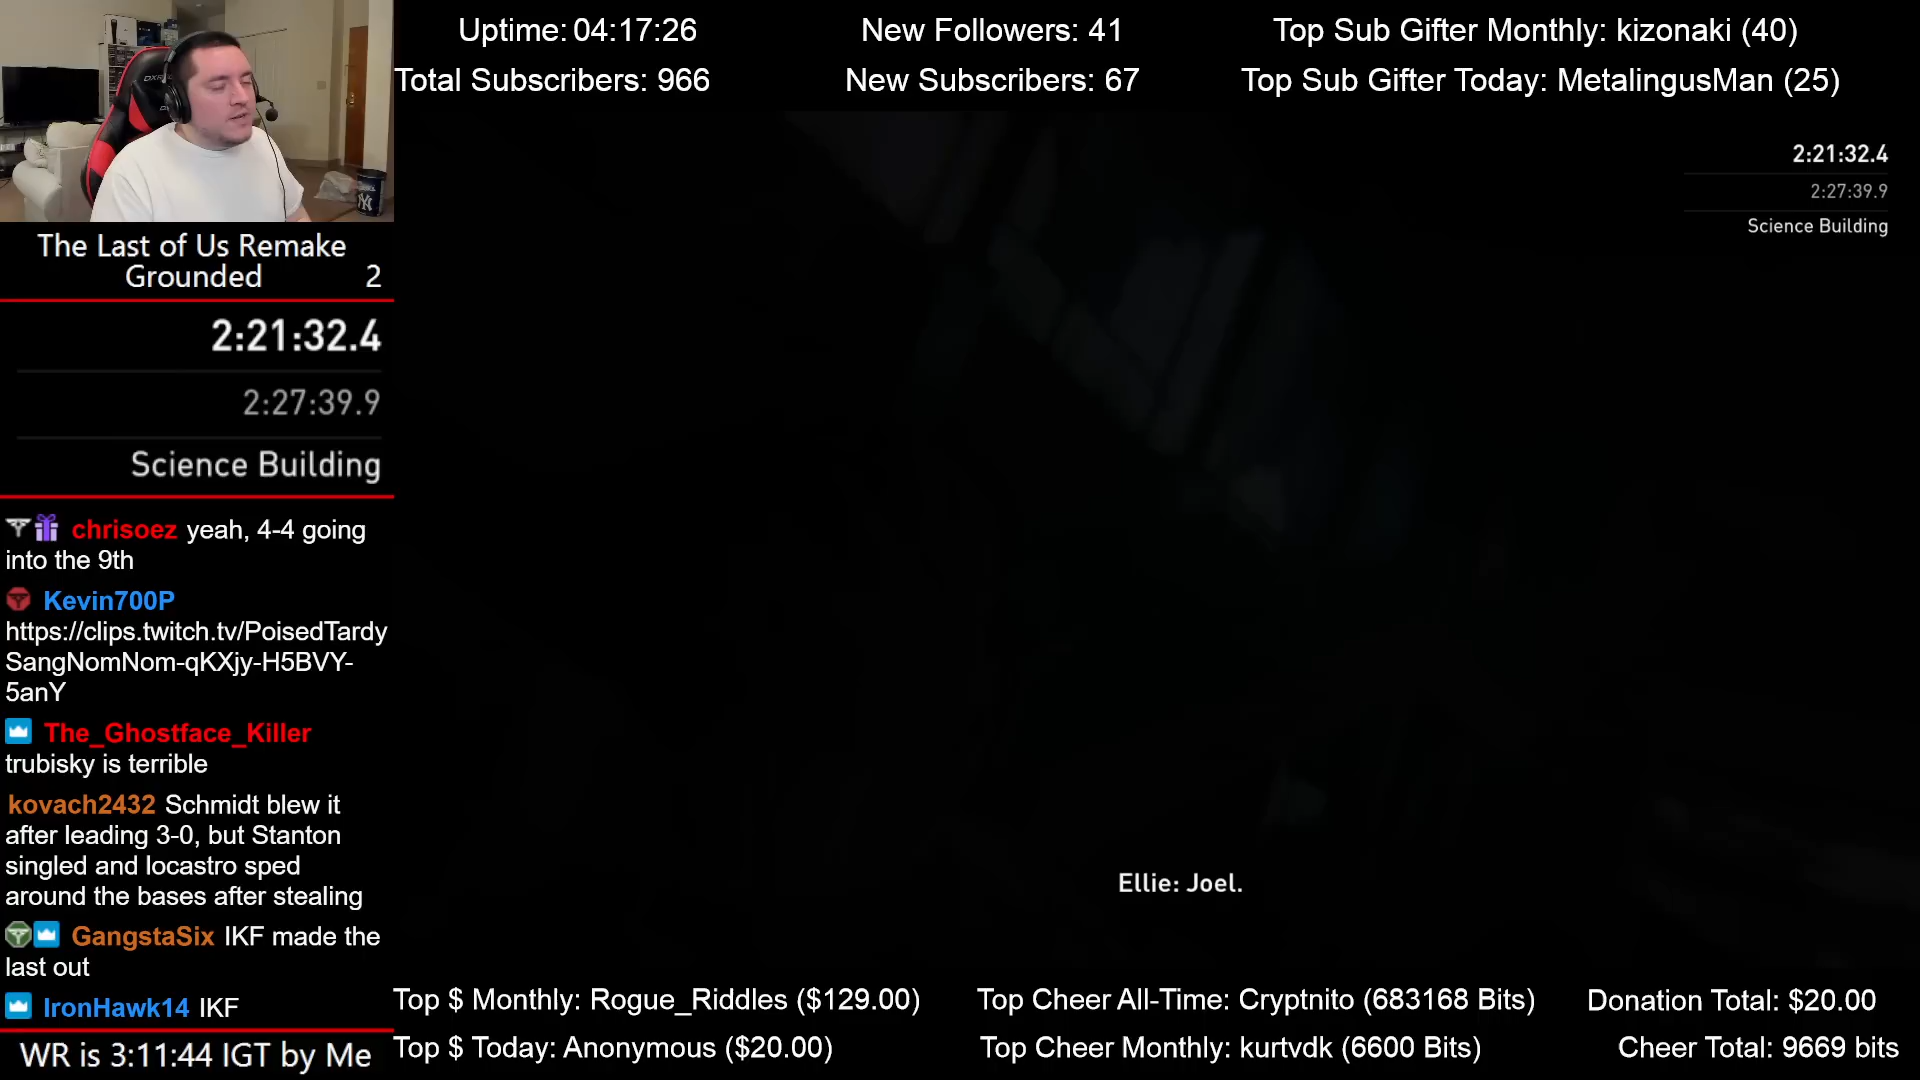 Uptime: 04:17:26
New Followers: 41
Top Sub Gifter Monthly: kizonaki (40)
Total Subscribers: 966
New Subscribers: 67
Top Sub Gifter Today: MetalingusMan (25)
2:21:32.4
2:27:39.9
Science Building
The Last of Us Remake
Grounded 2
2:21:32.4
2:27:39.9
Science Building
chrisoez yeah, 4-4 going
into the 9th
Kevin700P
https://clips.twitch.tv/PoisedTardy
SangNomNom-qKXjy-H5BVY-
5anY
The_Ghostface_Killer
trubisky is terrible
kovach2432 Schmidt blew it
after leading 3-0, but Stanton
singled and locastro sped
around the bases after stealing
GangstaSix IKF made the
last out
IronHawk14 IKF
WR is 3:11:44 IGT by Me
Ellie: Joel.
Top $ Monthly: Rogue_Riddles ($129.00)
Top Cheer All-Time: Cryptnito (683168 Bits)
Donation Total: $20.00
Top $ Today: Anonymous ($20.00)
Top Cheer Monthly: kurtvdk (6600 Bits)
Cheer Total: 9669 bits